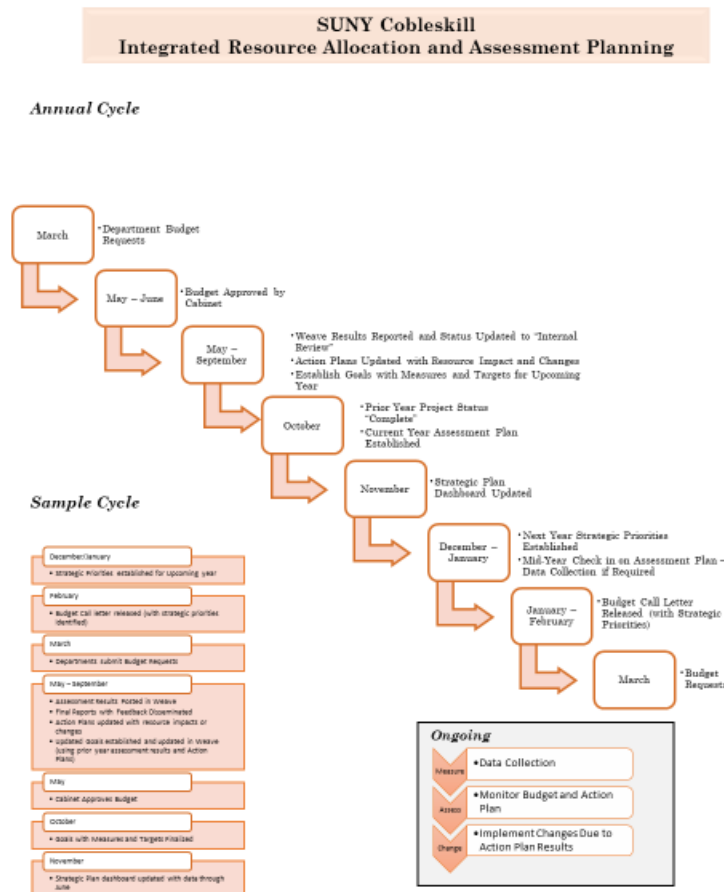 SUNY Cobleskill
Integrated Resource Allocation and Assessment Planning
Annual Cycle
March
•Department Budget
Requests
May – June
•Budget Approved by
Cabinet
May –
September
•Weave Results Reported and Status Updated to "Internal
Review"
•Action Plans Updated with Resource Impact and Changes
•Establish Goals with Measures and Targets for Upcoming
Year
October
•Prior Year Project Status
"Complete"
•Current Year Assessment Plan
Established
November
•Strategic Plan
Dashboard Updated
December –
January
•Next Year Strategic Priorities
Established
•Mid-Year Check in on Assessment Plan –
Data Collection if Required
January –
February
•Budget Call Letter
Released (with Strategic
Priorities)
March
•Budget
Requests
Sample Cycle
December/January
• Strategic Priorities established for upcoming year
February
• Budget Call letter released (with strategic priorities
identified)
March
• Departments submit Budget Requests
May – September
• Assessment Results Posted in Weave
• Final Reports with Feedback Disseminated
• Action Plans updated with resource impacts or
changes
• Updated Goals established and updated in Weave
(using prior year assessment results and Action
Plans)
May
• Cabinet Approves Budget
October
• Goals with Measures and Targets Finalized
November
• Strategic Plan dashboard updated with data through
June
Ongoing
Measure
•Data Collection
Assess
•Monitor Budget and Action
Plan
Change
•Implement Changes Due to
Action Plan Results